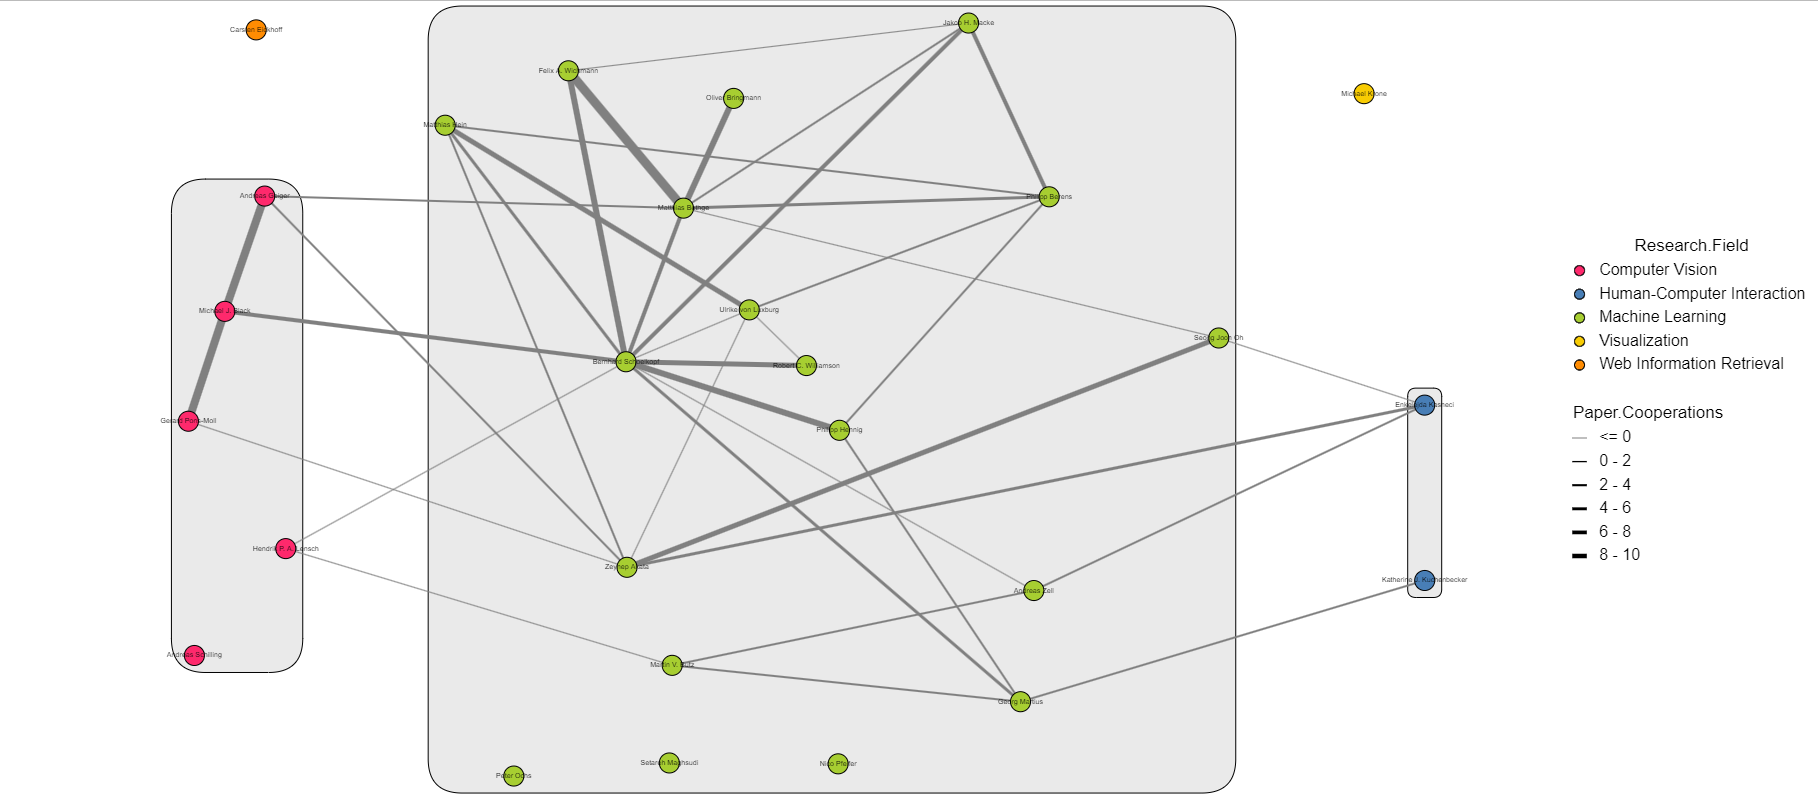 Carsten Eickhoff
Jakob H. Macke
Felix A. Wichmann
Oliver Bringmann
Michael Krone
Matthias Hein
Andreas Geiger
Matthias Bethge
Philipp Berens
Michael J. Black
Ulrike von Luxburg
Seong Joon Oh
Bernhard Schoelkopf
Robert C. Williamson
Enkelejda Kasneci
Gerard Pons-Moll
Philipp Hennig
Hendrik P. A. Lensch
Zeynep Akata
Katherine J. Kuchenbecker
Andreas Zell
Andreas Schilling
Martin V. Butz
Georg Martius
Peter Ochs
Setareh Maghsudi
Nico Pfeifer
Research.Field
Computer Vision
Human-Computer Interaction
Machine Learning
Visualization
Web Information Retrieval
Paper.Cooperations
<= 0
0 - 2
2 - 4
4 - 6
6 - 8
8 - 10